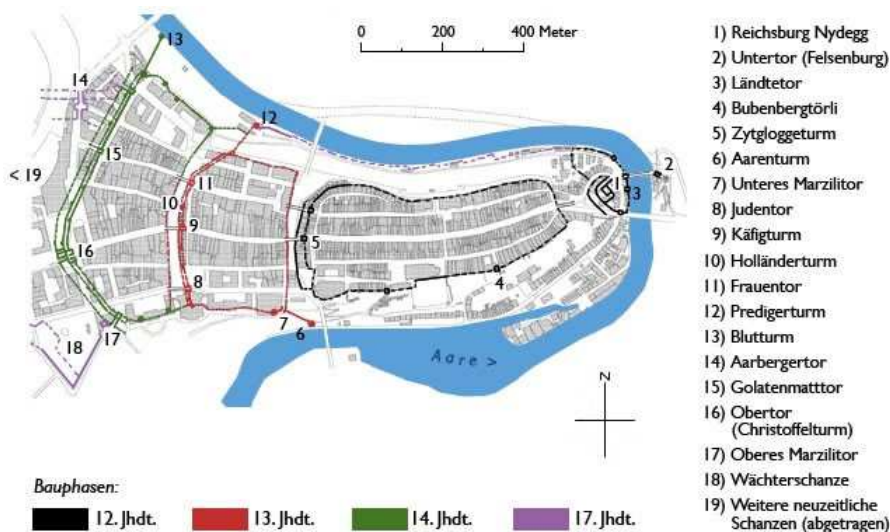 0 200 400 Meter
13
14
12
15
< 19
11
10
9
16
8
5
7
6
17
18
4
1
2
3
Aare >
N
1) Reichsburg Nydegg
2) Untertor (Felsenburg)
3) Ländtetor
4) Bubenbergtörli
5) Zytgloggeturm
6) Aarenturm
7) Unteres Marzilitor
8) Judentor
9) Käfigturm
10) Holländerturm
11) Frauentor
12) Predigerturm
13) Blutturm
14) Aarbergertor
15) Golatenmatttor
16) Obertor
(Christoffelturm)
17) Oberes Marzilitor
18) Wächterschanze
19) Weitere neuzeitliche
Schanzen (abgetragen)
Bauphasen:
12. Jhdt. 13. Jhdt. 14. Jhdt. 17. Jhdt.